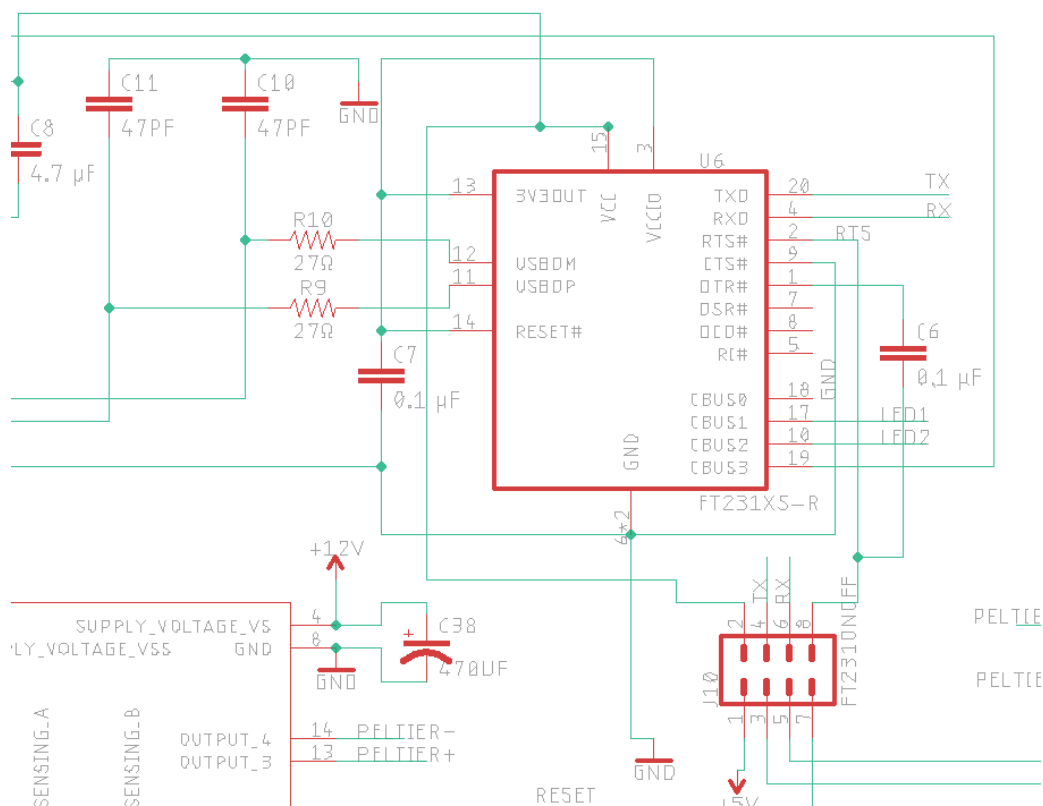 C11
47PF
C10
47PF
GND
C8
4.7 µF
15
3
U6
13
3V3OUT
VCC
VCCIO
TXD
20
TX
RXD
4
RX
RTS#
2
RT5
R10
27Ω
12
USBDM
CTS#
9
11
USBDP
DTR#
1
R9
27Ω
DSR#
7
14
RESET#
DCD#
8
RI#
5
C6
0.1 µF
C7
0.1 µF
GND
CBUS0
18
CBUS1
17
LED1
CBUS2
10
LED2
CBUS3
19
GND
FT231XS-R
6*2
+12V
SUPPLY_VOLTAGE_VS
4
PLY_VOLTAGE_VSS
GND
8
GND
C38
+
470UF
TX
RX
2
4
6
8
J10
FT231ONOFF
1
3
5
7
+5V
GND
PELTIE
PELTIE
SENSING_A
SENSING_B
OUTPUT_4
14
PELTIER-
OUTPUT_3
13
PELTIER+
RESET